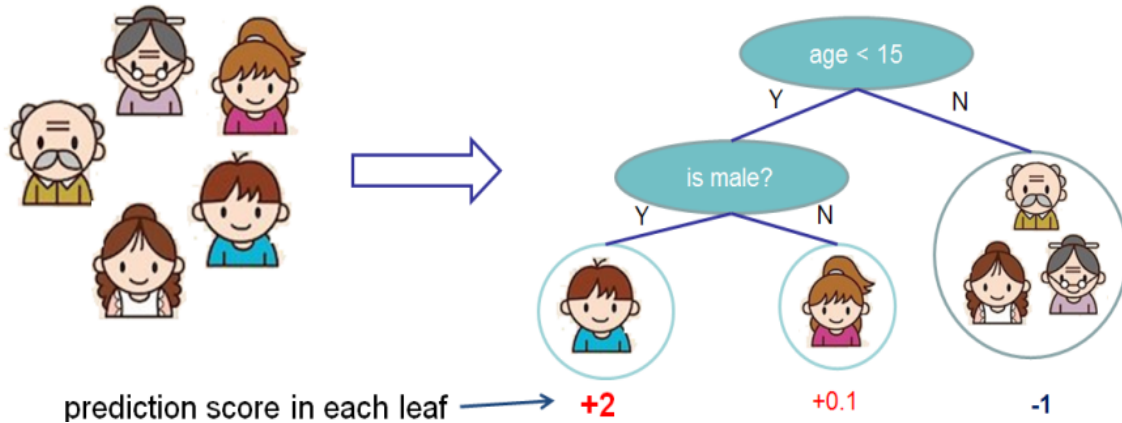 age < 15
Y
N
is male?
Y
N
prediction score in each leaf
+2
+0.1
-1